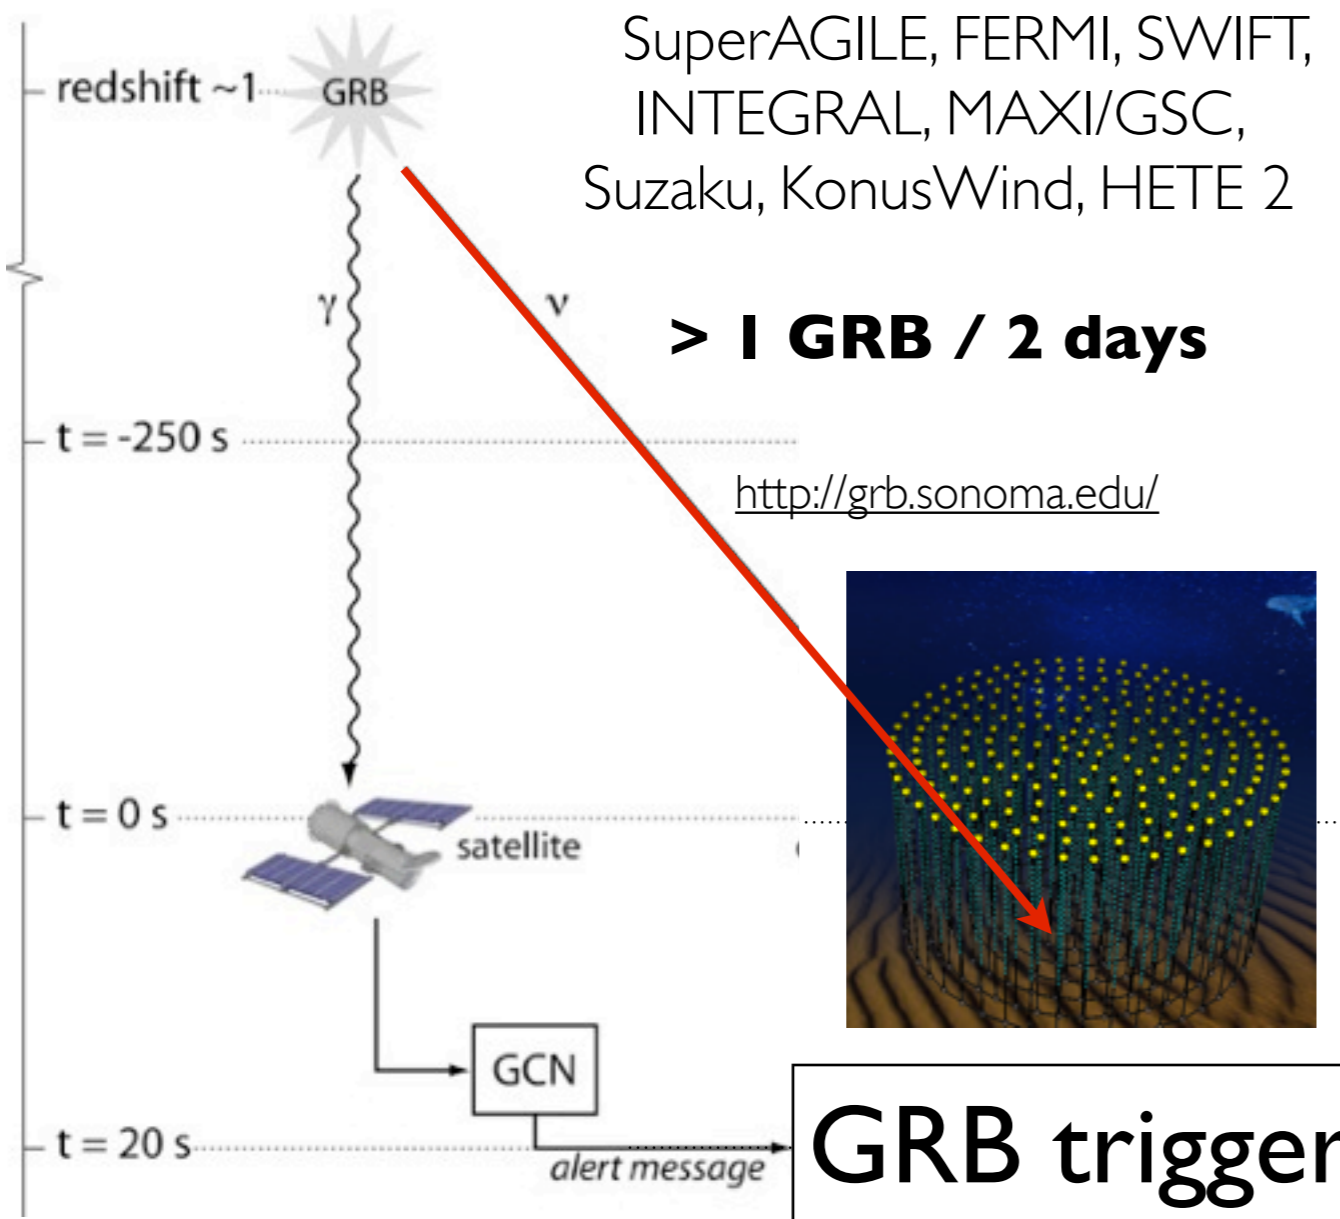 SuperAGILE, FERMI, SWIFT,
INTEGRAL, MAXI/GSC,
Suzaku, KonusWind, HETE 2
redshift ~1
GRB
γ
ν
> 1 GRB / 2 days
t = -250 s
http://grb.sonoma.edu/
t = 0 s
satellite
GCN
t = 20 s
alert message
GRB trigger